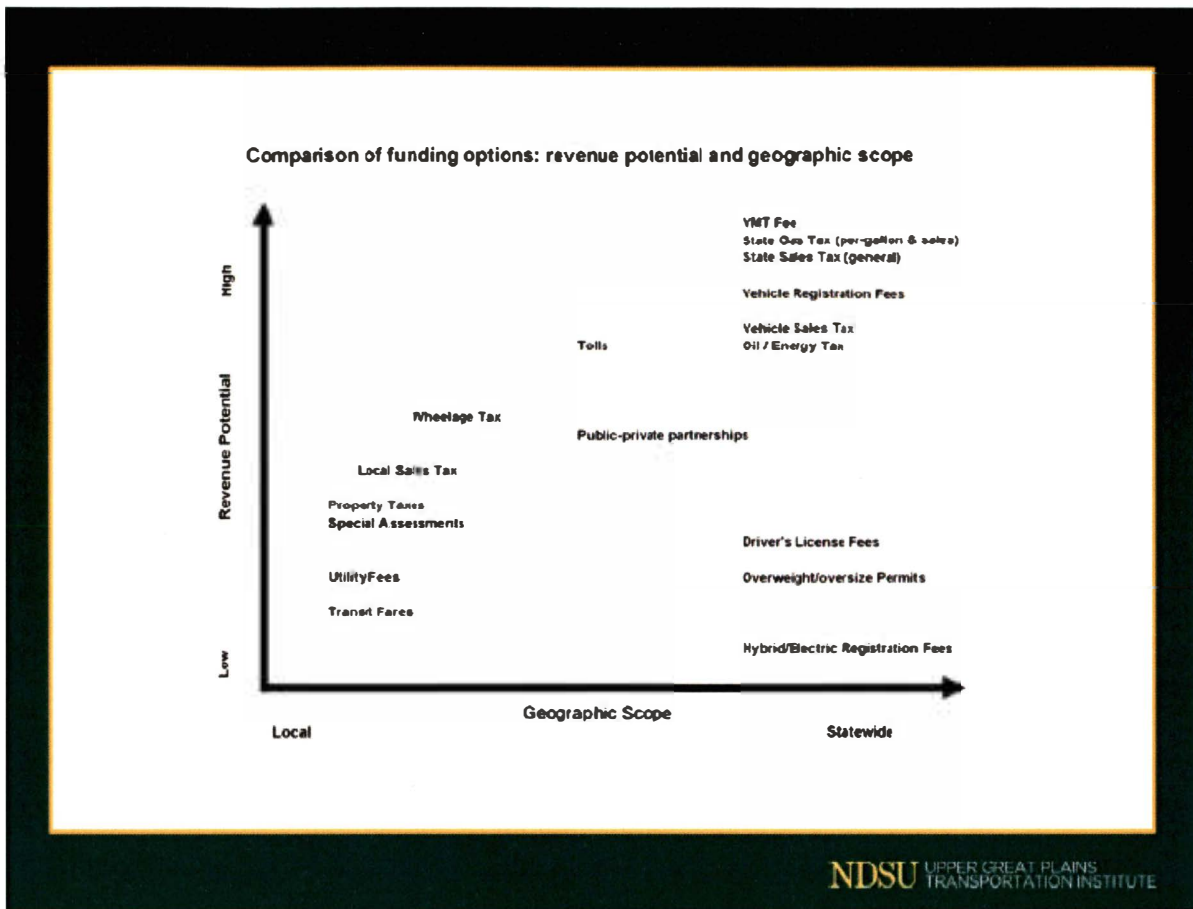 Comparison of funding options: revenue potential and geographic scope
High
Revenue Potential
Low
VMT Fee
State Gas Tax (per-gallon & sales)
State Sales Tax (general)
Vehicle Registration Fees
Vehicle Sales Tax
Oil / Energy Tax
Tolls
Wheelage Tax
Public-private partnerships
Local Sales Tax
Property Taxes
Special Assessments
Driver's License Fees
Utility Fees
Overweight/oversize Permits
Transit Fares
Hybrid/Electric Registration Fees
Geographic Scope
Local
Statewide
NDSU UPPER GREAT PLAINS
TRANSPORTATION INSTITUTE